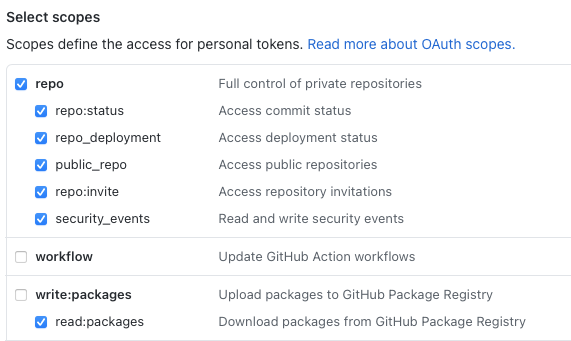 Select scopes
Scopes define the access for personal tokens. Read more about OAuth scopes.
repo Full control of private repositories
repo:status Access commit status
repo_deployment Access deployment status
public_repo Access public repositories
repo:invite Access repository invitations
security_events Read and write security events
workflow Update GitHub Action workflows
write:packages Upload packages to GitHub Package Registry
read:packages Download packages from GitHub Package Registry